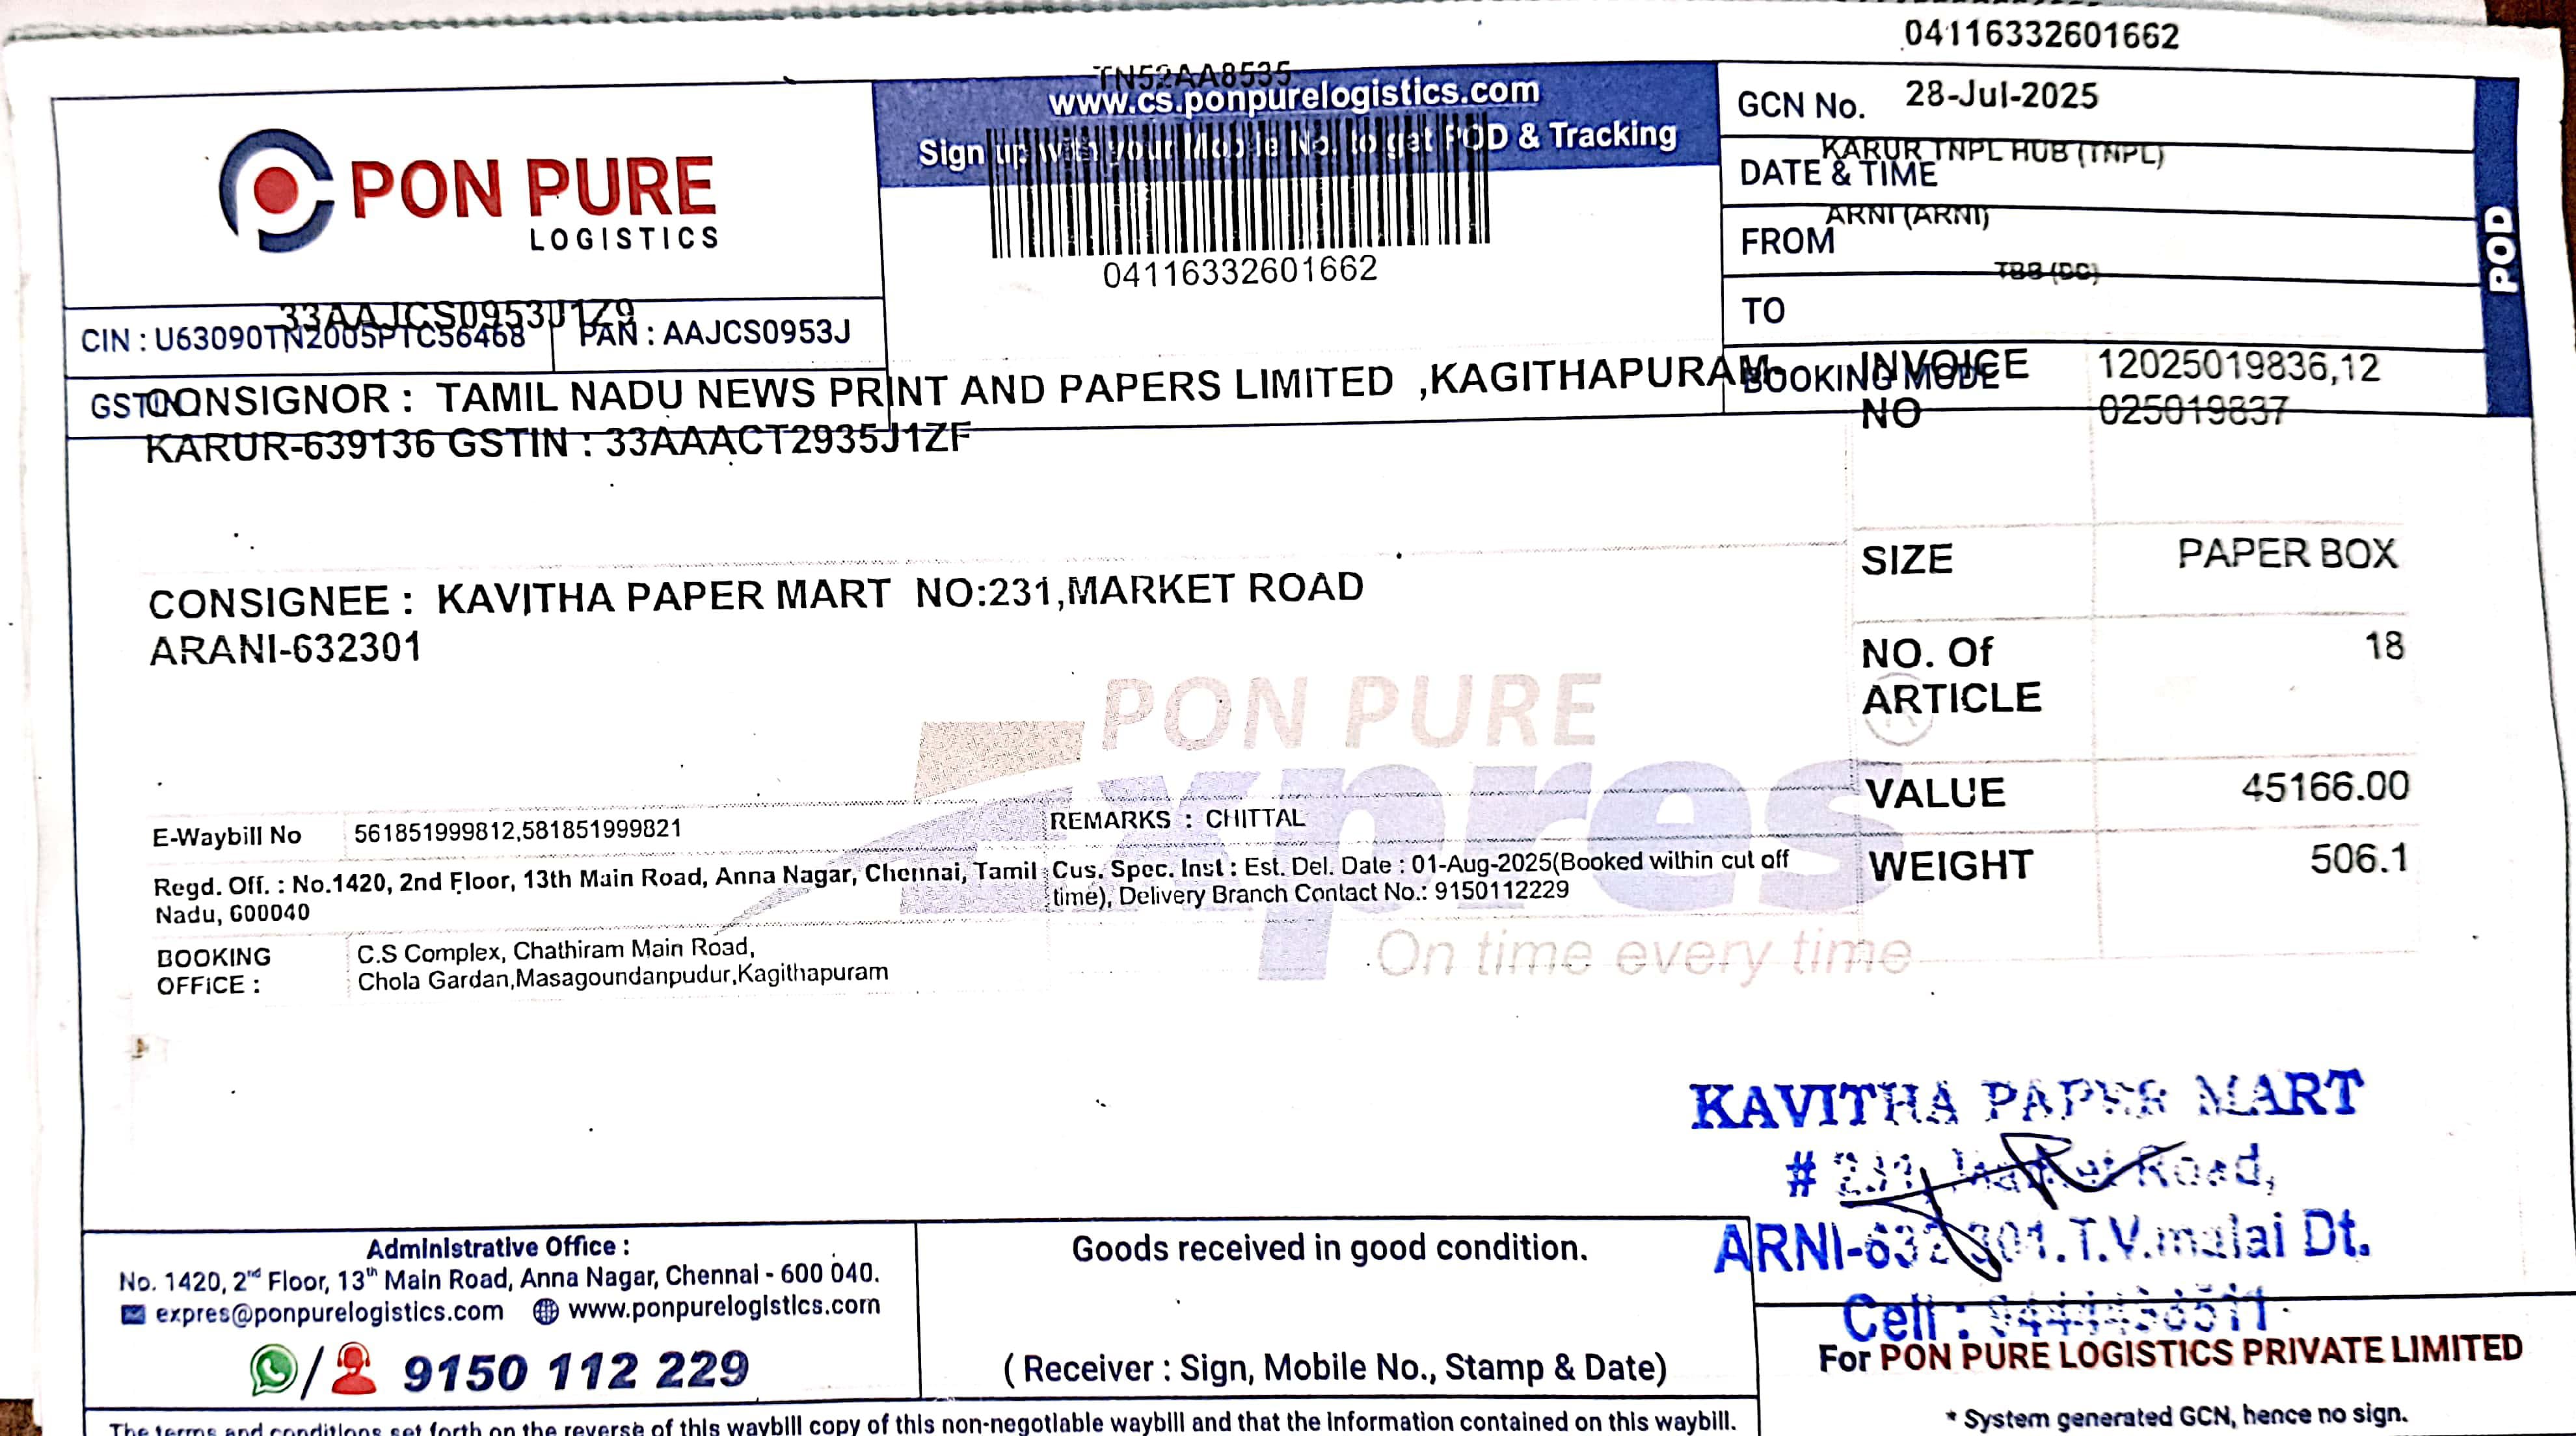 04116332601662
TN52AA8535
www.cs.ponpurelogistics.com
Sign up with your Mobile No. to get POD & Tracking
04116332601662
PON PURE
LOGISTICS
GCN No. 28-Jul-2025
KARUR TNPL HUB (TNPL)
DATE & TIME
ARNI (ARNI)
FROM
TBB (DC)
TO
BOOKING MODE
POD
33AAJCS0953J1Z9
CIN : U63090TN2005PTC56468
PAN : AAJCS0953J
GSTIN
CONSIGNOR : TAMIL NADU NEWS PRINT AND PAPERS LIMITED ,KAGITHAPURAM-
KARUR-639136 GSTIN : 33AAACT2935J1ZF
INVOICE 12025019836,12
NO 025019837
SIZE PAPER BOX
CONSIGNEE : KAVITHA PAPER MART NO:231,MARKET ROAD
ARANI-632301
NO. Of 18
ARTICLE
PON PURE
Expres
On time every time
VALUE 45166.00
WEIGHT 506.1
E-Waybill No 561851999812,581851999821
REMARKS : CHITTAL
Regd. Off. : No.1420, 2nd Floor, 13th Main Road, Anna Nagar, Chennai, Tamil
Nadu, 600040
Cus. Spec. Inst : Est. Del. Date : 01-Aug-2025(Booked within cut off
time), Delivery Branch Contact No.: 9150112229
BOOKING
OFFICE :
C.S Complex, Chathiram Main Road,
Chola Gardan,Masagoundanpudur,Kagithapuram
KAVITHA PAPER MART
# 231, Market Road,
ARNI-632 301.T.V.malai Dt.
Cell :
Administrative Office :
No. 1420, 2nd Floor, 13th Main Road, Anna Nagar, Chennai - 600 040.
expres@ponpurelogistics.com www.ponpurelogistics.com
/ 9150 112 229
Goods received in good condition.
( Receiver : Sign, Mobile No., Stamp & Date)
For PON PURE LOGISTICS PRIVATE LIMITED
* System generated GCN, hence no sign.
The terms and conditions set forth on the reverse of this waybill copy of this non-negotiable waybill and that the information contained on this waybill.